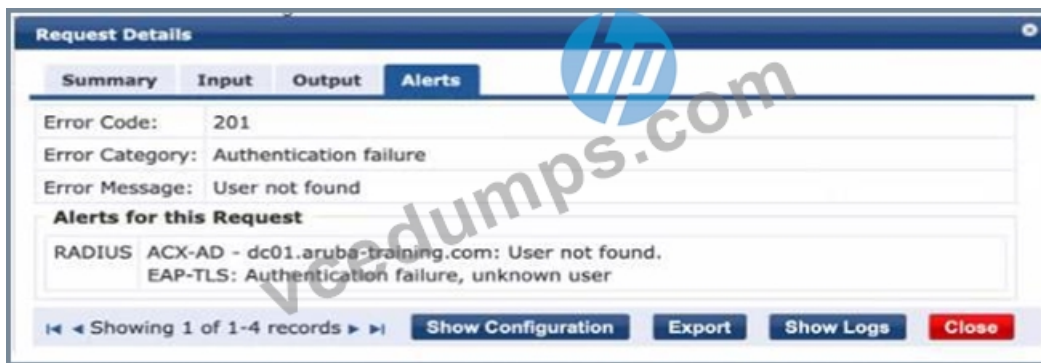 Request Details
Summary Input Output Alerts
hp
Error Code: 201
Error Category: Authentication failure
Error Message: User not found
Alerts for this Request
RADIUS ACX-AD - dc01.aruba-training.com: User not found.
EAP-TLS: Authentication failure, unknown user
Showing 1 of 1-4 records Show Configuration Export Show Logs Close
vcedumps.com